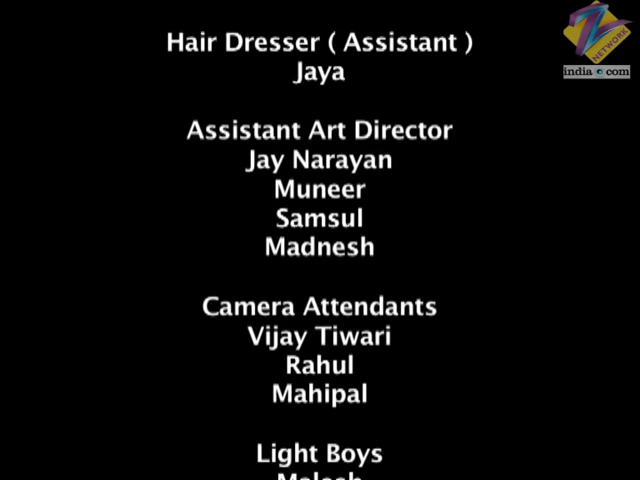 Hair Dresser ( Assistant )
Jaya
Assistant Art Director
Jay Narayan
Muneer
Samsul
Madnesh
Camera Attendants
Vijay Tiwari
Rahul
Mahipal
Light Boys
Z NETWORK
india.com